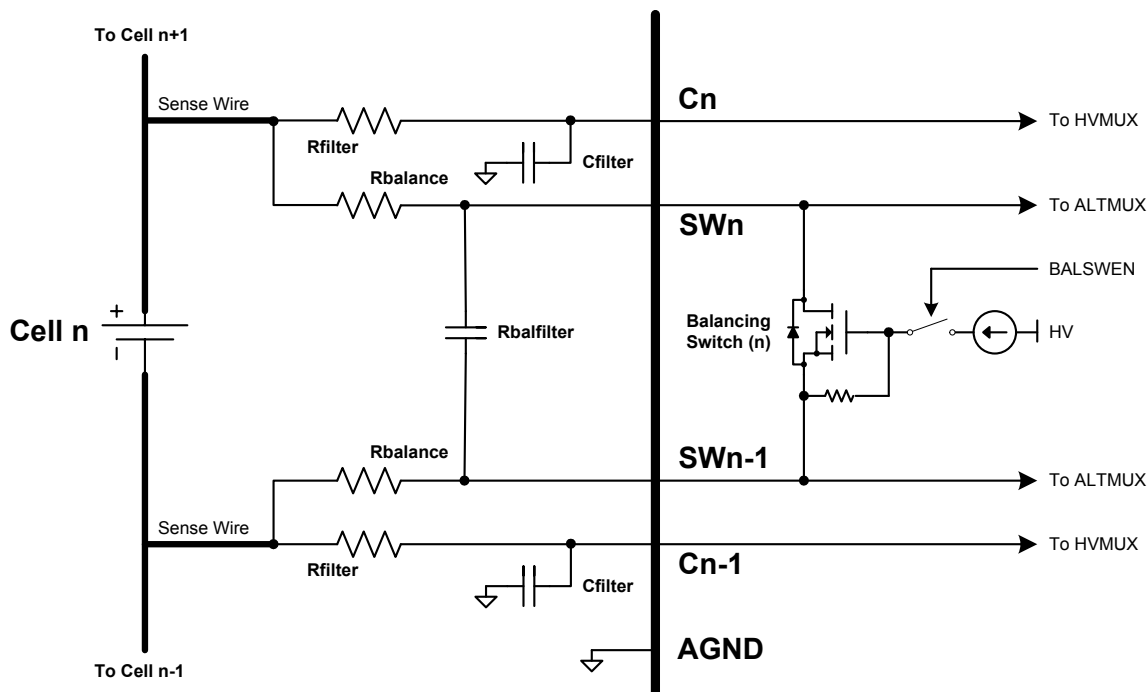 To Cell n+1
Sense Wire
Rfilter
Cn
To HVMUX
Cfilter
Rbalance
SWn
To ALTMUX
BALSWEN
+
Cell n
Rbalfilter
Balancing
Switch (n)
HV
Rbalance
SWn-1
To ALTMUX
Sense Wire
Rfilter
Cn-1
To HVMUX
Cfilter
AGND
To Cell n-1